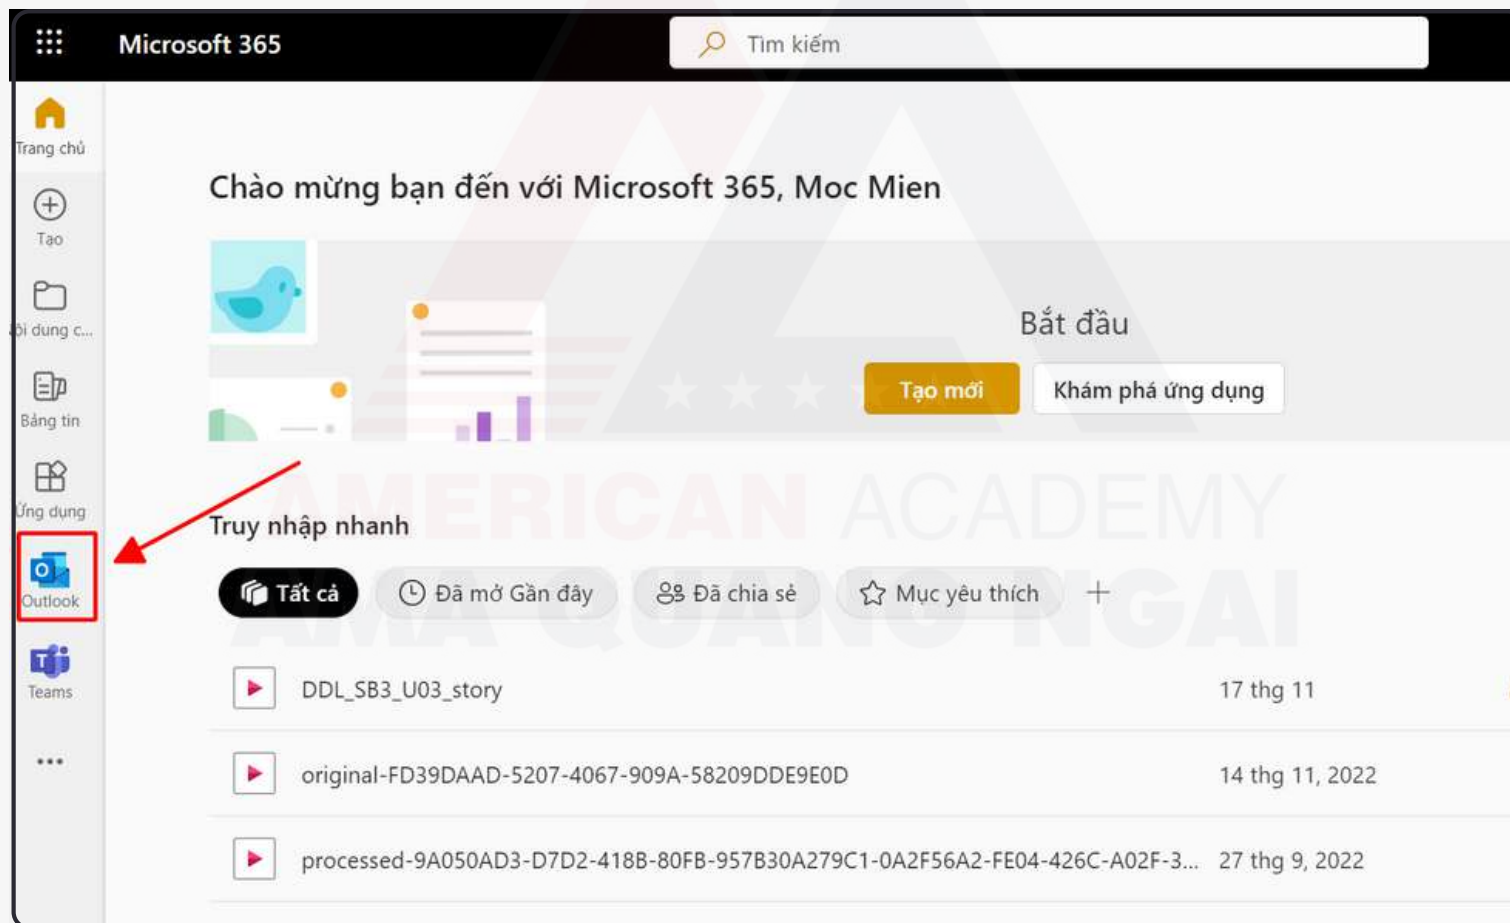 Microsoft 365
Tìm kiếm
Trang chủ
Tạo
ội dung c...
Bảng tin
Ứng dụng
Outlook
Teams
Chào mừng bạn đến với Microsoft 365, Moc Mien
Bắt đầu
Tạo mới
Khám phá ứng dụng
AMERICAN ACADEMY
AMA QUANG NGAI
Truy nhập nhanh
Tất cả
Đã mở Gần đây
Đã chia sẻ
Mục yêu thích
DDL_SB3_U03_story 17 thg 11
original-FD39DAAD-5207-4067-909A-58209DDE9E0D 14 thg 11, 2022
processed-9A050AD3-D7D2-418B-80FB-957B30A279C1-0A2F56A2-FE04-426C-A02F-3... 27 thg 9, 2022